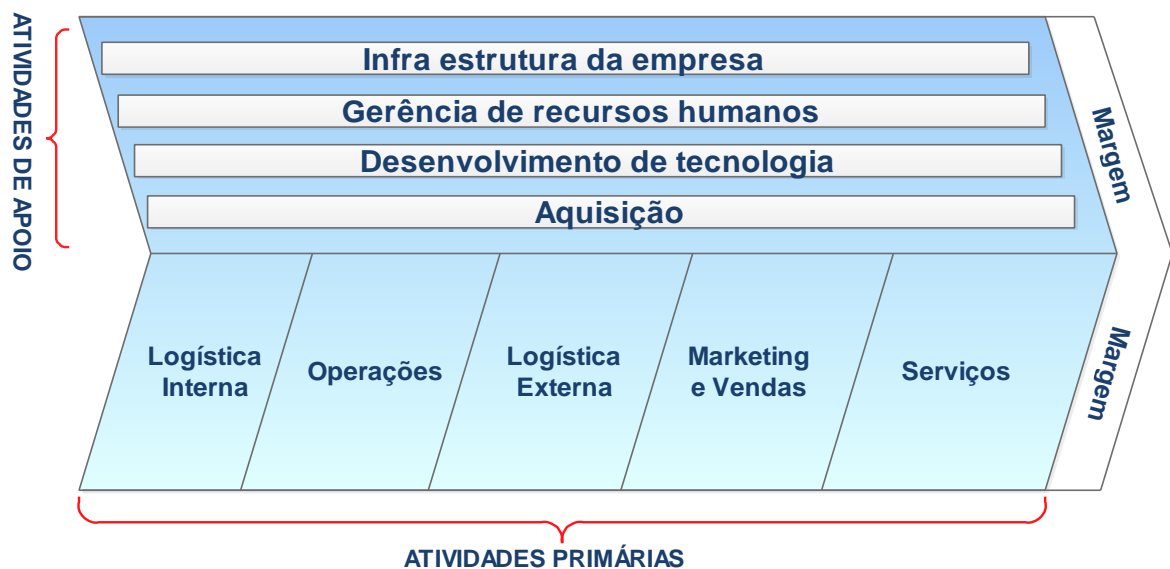 ATIVIDADES DE APOIO
Infra estrutura da empresa
Gerência de recursos humanos
Desenvolvimento de tecnologia
Aquisição
Margem
Logística
Interna
Operações
Logística
Externa
Marketing
e Vendas
Serviços
Margem
ATIVIDADES PRIMÁRIAS